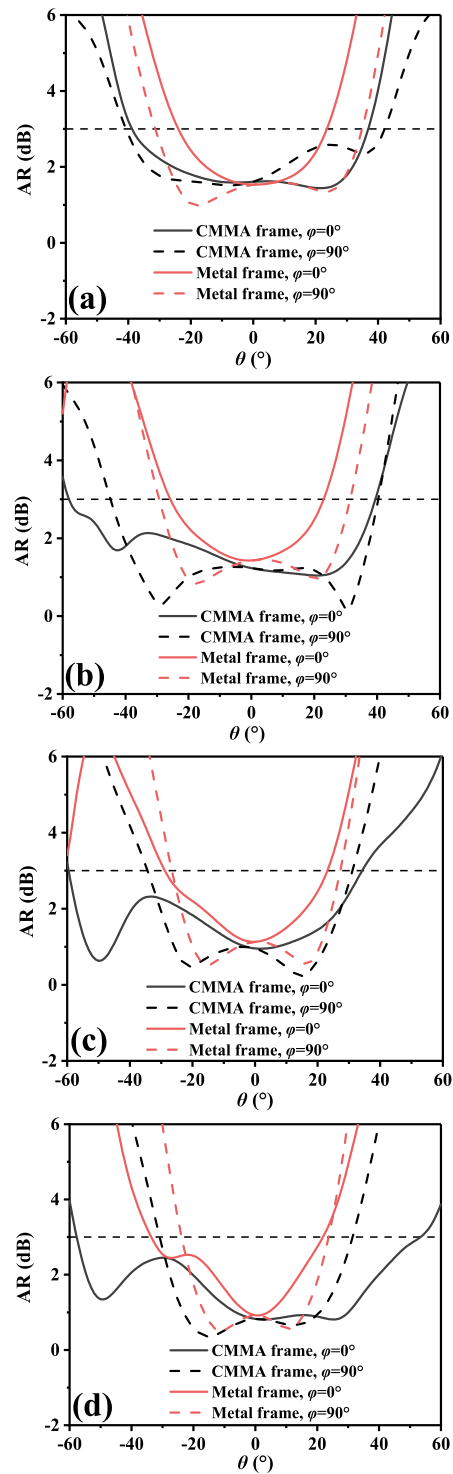 6
4
2
0
-2
AR (dB)
CMMA frame, φ=0°
CMMA frame, φ=90°
Metal frame, φ=0°
Metal frame, φ=90°
(a)
-60 -40 -20 0 20 40 60
θ (°)
6
4
2
0
-2
AR (dB)
CMMA frame, φ=0°
CMMA frame, φ=90°
Metal frame, φ=0°
Metal frame, φ=90°
(b)
-60 -40 -20 0 20 40 60
θ (°)
6
4
2
0
-2
AR (dB)
CMMA frame, φ=0°
CMMA frame, φ=90°
Metal frame, φ=0°
Metal frame, φ=90°
(c)
-60 -40 -20 0 20 40 60
θ (°)
6
4
2
0
-2
AR (dB)
CMMA frame, φ=0°
CMMA frame, φ=90°
Metal frame, φ=0°
Metal frame, φ=90°
(d)
-60 -40 -20 0 20 40 60
θ (°)